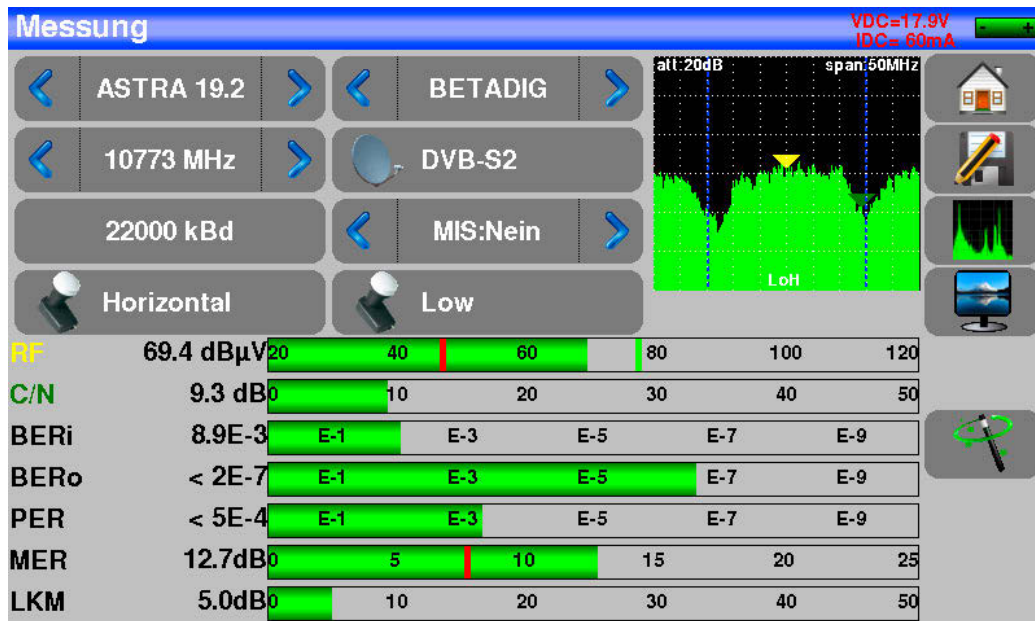 Messung
VDC=17.9V
IDC= 60mA
- +
ASTRA 19.2
BETADIG
att:20dB span:50MHz
10773 MHz
DVB-S2
22000 kBd
MIS:Nein
Horizontal
Low
LoH
RF 69.4 dBµV 20 40 60 80 100 120
C/N 9.3 dB 0 10 20 30 40 50
BERi 8.9E-3 E-1 E-3 E-5 E-7 E-9
BERo < 2E-7 E-1 E-3 E-5 E-7 E-9
PER < 5E-4 E-1 E-3 E-5 E-7 E-9
MER 12.7dB 0 5 10 15 20 25
LKM 5.0dB 0 10 20 30 40 50